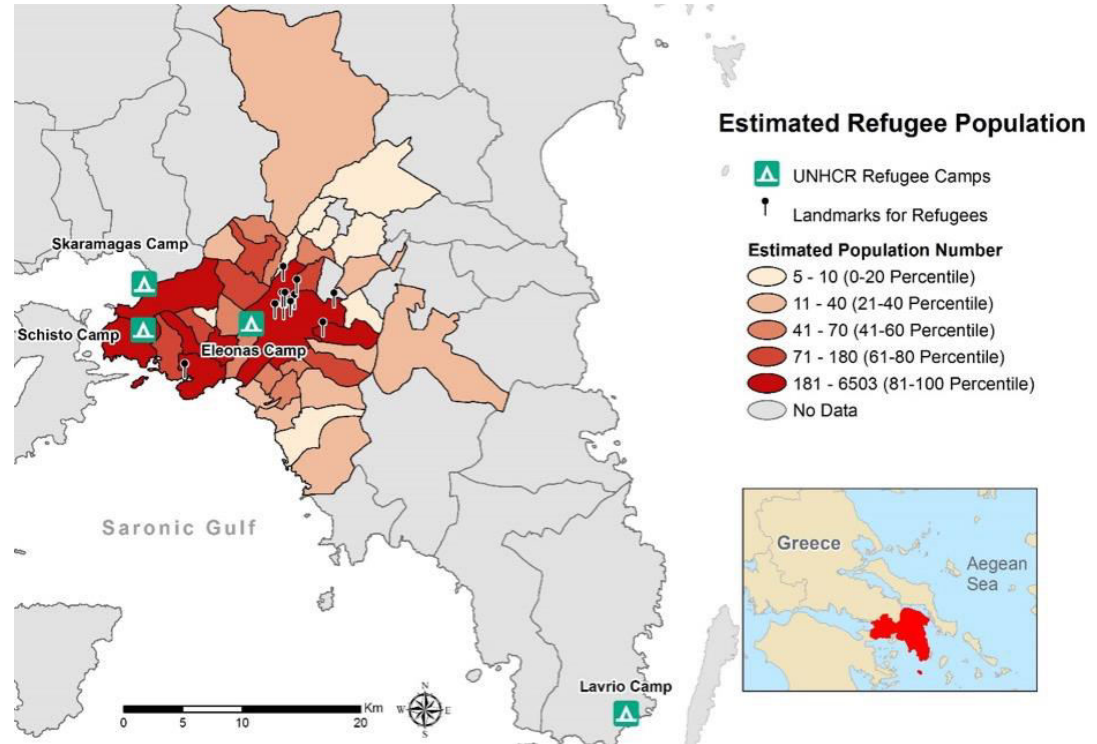 Estimated Refugee Population
UNHCR Refugee Camps
Landmarks for Refugees
Estimated Population Number
5 - 10 (0-20 Percentile)
11 - 40 (21-40 Percentile)
41 - 70 (41-60 Percentile)
71 - 180 (61-80 Percentile)
181 - 6503 (81-100 Percentile)
No Data
Skaramagas Camp
Schisto Camp
Eleonas Camp
Saronic Gulf
Lavrio Camp
Greece
Aegean
Sea
N
W E
S
Km
0 5 10 20